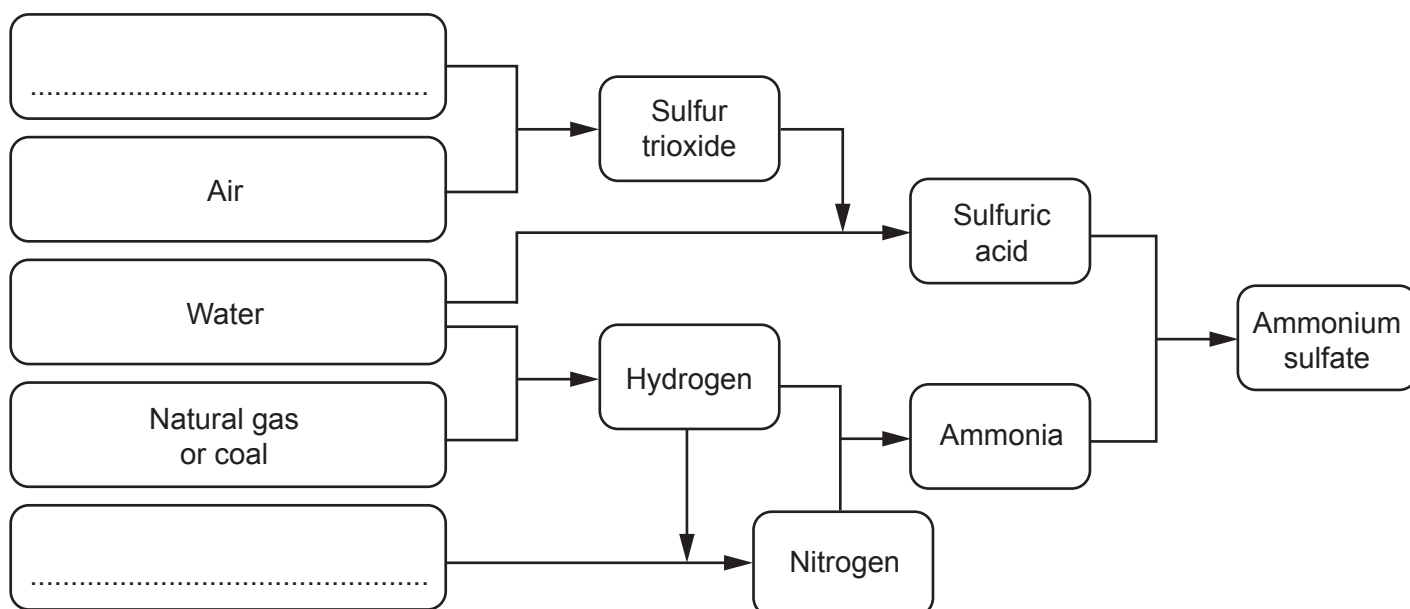 ................................................
Sulfur
trioxide
Air
Sulfuric
acid
Water
Ammonium
sulfate
Hydrogen
Natural gas
or coal
Ammonia
................................................
Nitrogen